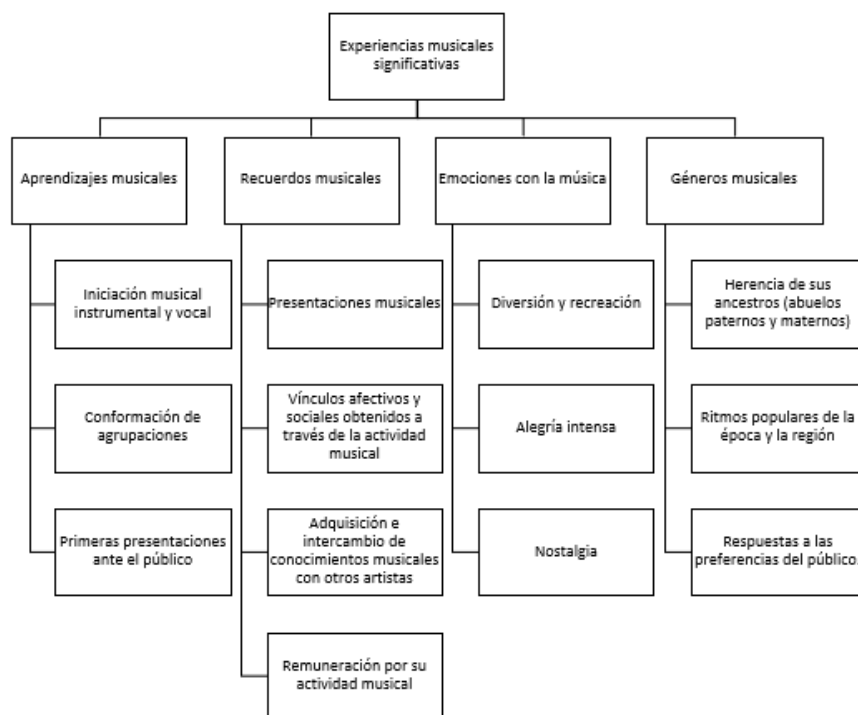 Experiencias musicales
significativas
Aprendizajes musicales
Iniciación musical
instrumental y vocal
Conformación de
agrupaciones
Primeras presentaciones
ante el público
Recuerdos musicales
Presentaciones musicales
Vínculos afectivos y
sociales obtenidos a
través de la actividad
musical
Adquisición e
intercambio de
conocimientos musicales
con otros artistas
Remuneración por su
actividad musical
Emociones con la música
Diversión y recreación
Alegría intensa
Nostalgia
Géneros musicales
Herencia de sus
ancestros (abuelos
paternos y maternos)
Ritmos populares de la
época y la región
Respuestas a las
preferencias del público.